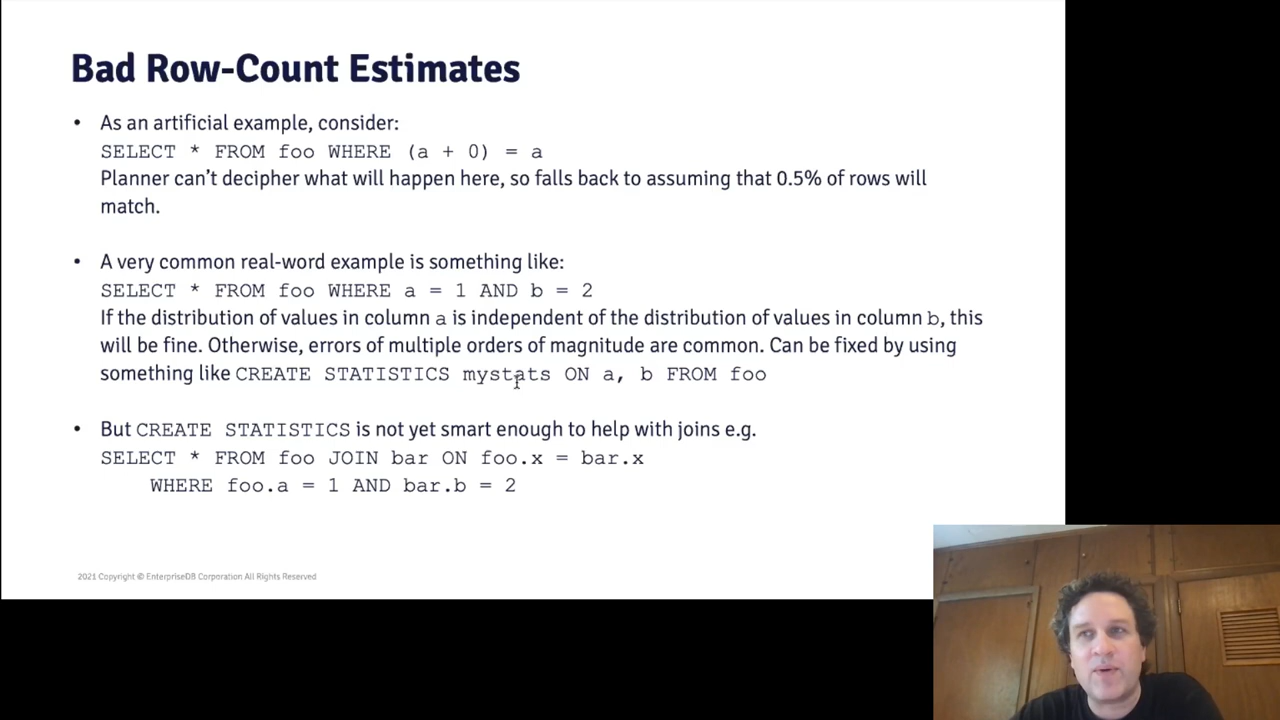 Bad Row-Count Estimates
• As an artificial example, consider:
SELECT * FROM foo WHERE (a + 0) = a
Planner can’t decipher what will happen here, so falls back to assuming that 0.5% of rows will
match.
• A very common real-word example is something like:
SELECT * FROM foo WHERE a = 1 AND b = 2
If the distribution of values in column a is independent of the distribution of values in column b, this
will be fine. Otherwise, errors of multiple orders of magnitude are common. Can be fixed by using
something like CREATE STATISTICS mystats ON a, b FROM foo
• But CREATE STATISTICS is not yet smart enough to help with joins e.g.
SELECT * FROM foo JOIN bar ON foo.x = bar.x
WHERE foo.a = 1 AND bar.b = 2
2021 Copyright © EnterpriseDB Corporation All Rights Reserved